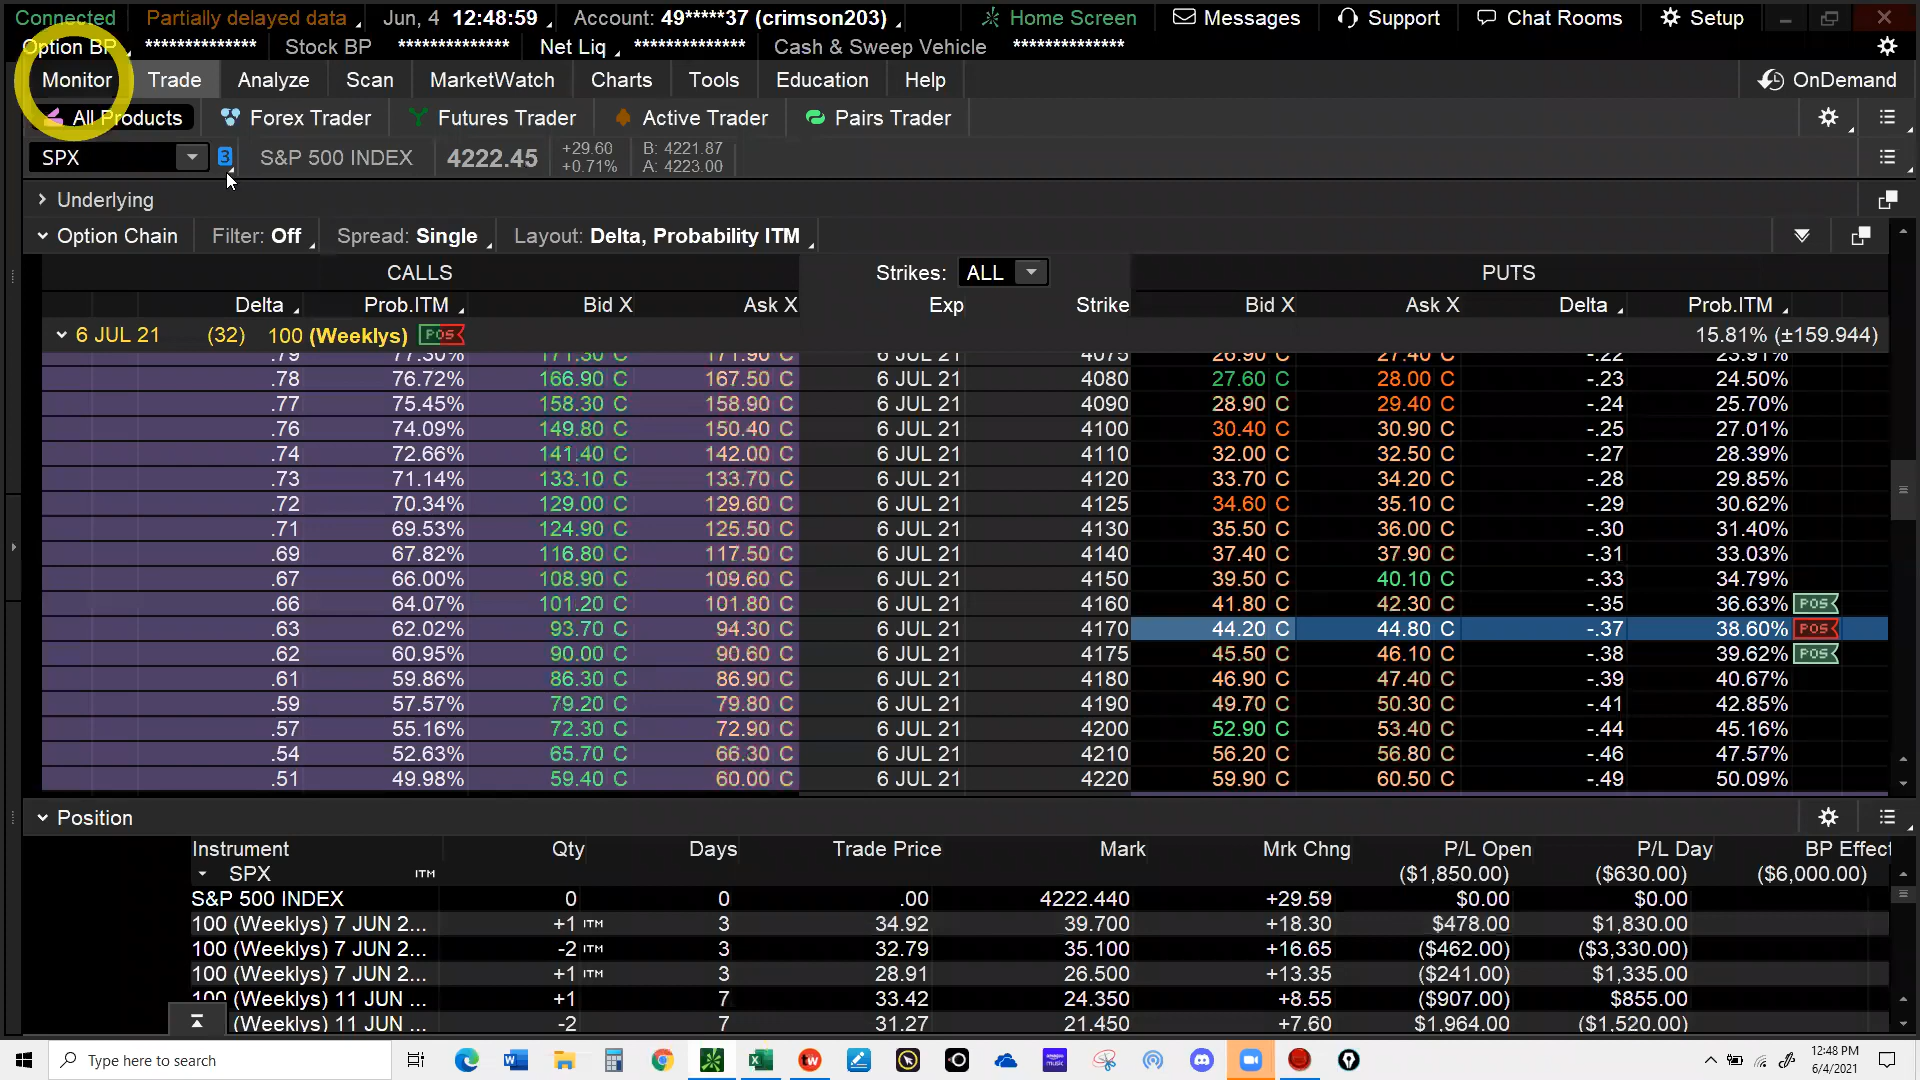 Connected Partially delayed data Jun, 4 12:48:59 Account: 49*****37 (crimson203) Home Screen Messages Support Chat Rooms Setup
Option BP ************** Stock BP ************** Net Liq ************** Cash & Sweep Vehicle **************
Monitor Trade Analyze Scan MarketWatch Charts Tools Education Help OnDemand
All Products Forex Trader Futures Trader Active Trader Pairs Trader
SPX 3 S&P 500 INDEX 4222.45 +29.60 B: 4221.87
+0.71% A: 4223.00
Underlying
Option Chain Filter: Off Spread: Single Layout: Delta, Probability ITM
CALLS Strikes: ALL PUTS
Delta Prob.ITM Bid X Ask X Exp Strike Bid X Ask X Delta Prob.ITM
6 JUL 21 (32) 100 (Weeklys) POS 15.81% (±159.944)
.79 77.30% 171.30 C 171.90 C 6 JUL 21 4075 26.90 C 27.40 C -.22 23.91%
.78 76.72% 166.90 C 167.50 C 6 JUL 21 4080 27.60 C 28.00 C -.23 24.50%
.77 75.45% 158.30 C 158.90 C 6 JUL 21 4090 28.90 C 29.40 C -.24 25.70%
.76 74.09% 149.80 C 150.40 C 6 JUL 21 4100 30.40 C 30.90 C -.25 27.01%
.74 72.66% 141.40 C 142.00 C 6 JUL 21 4110 32.00 C 32.50 C -.27 28.39%
.73 71.14% 133.10 C 133.70 C 6 JUL 21 4120 33.70 C 34.20 C -.28 29.85%
.72 70.34% 129.00 C 129.60 C 6 JUL 21 4125 34.60 C 35.10 C -.29 30.62%
.71 69.53% 124.90 C 125.50 C 6 JUL 21 4130 35.50 C 36.00 C -.30 31.40%
.69 67.82% 116.80 C 117.50 C 6 JUL 21 4140 37.40 C 37.90 C -.31 33.03%
.67 66.00% 108.90 C 109.60 C 6 JUL 21 4150 39.50 C 40.10 C -.33 34.79%
.66 64.07% 101.20 C 101.80 C 6 JUL 21 4160 41.80 C 42.30 C -.35 36.63% POS
.63 62.02% 93.70 C 94.30 C 6 JUL 21 4170 44.20 C 44.80 C -.37 38.60% POS
.62 60.95% 90.00 C 90.60 C 6 JUL 21 4175 45.50 C 46.10 C -.38 39.62% POS
.61 59.86% 86.30 C 86.90 C 6 JUL 21 4180 46.90 C 47.40 C -.39 40.67%
.59 57.57% 79.20 C 79.80 C 6 JUL 21 4190 49.70 C 50.30 C -.41 42.85%
.57 55.16% 72.30 C 72.90 C 6 JUL 21 4200 52.90 C 53.40 C -.44 45.16%
.54 52.63% 65.70 C 66.30 C 6 JUL 21 4210 56.20 C 56.80 C -.46 47.57%
.51 49.98% 59.40 C 60.00 C 6 JUL 21 4220 59.90 C 60.50 C -.49 50.09%
Position
Instrument Qty Days Trade Price Mark Mrk Chng P/L Open P/L Day BP Effect
SPX ITM ($1,850.00) ($630.00) ($6,000.00)
S&P 500 INDEX 0 0 .00 4222.440 +29.59 $0.00 $0.00
100 (Weeklys) 7 JUN 2... +1 ITM 3 34.92 39.700 +18.30 $478.00 $1,830.00
100 (Weeklys) 7 JUN 2... -2 ITM 3 32.79 35.100 +16.65 ($462.00) ($3,330.00)
100 (Weeklys) 7 JUN 2... +1 ITM 3 28.91 26.500 +13.35 ($241.00) $1,335.00
100 (Weeklys) 11 JUN ... +1 7 33.42 24.350 +8.55 ($907.00) $855.00
(Weeklys) 11 JUN ... -2 7 31.27 21.450 +7.60 $1,964.00 ($1,520.00)
Type here to search 12:48 PM
6/4/2021